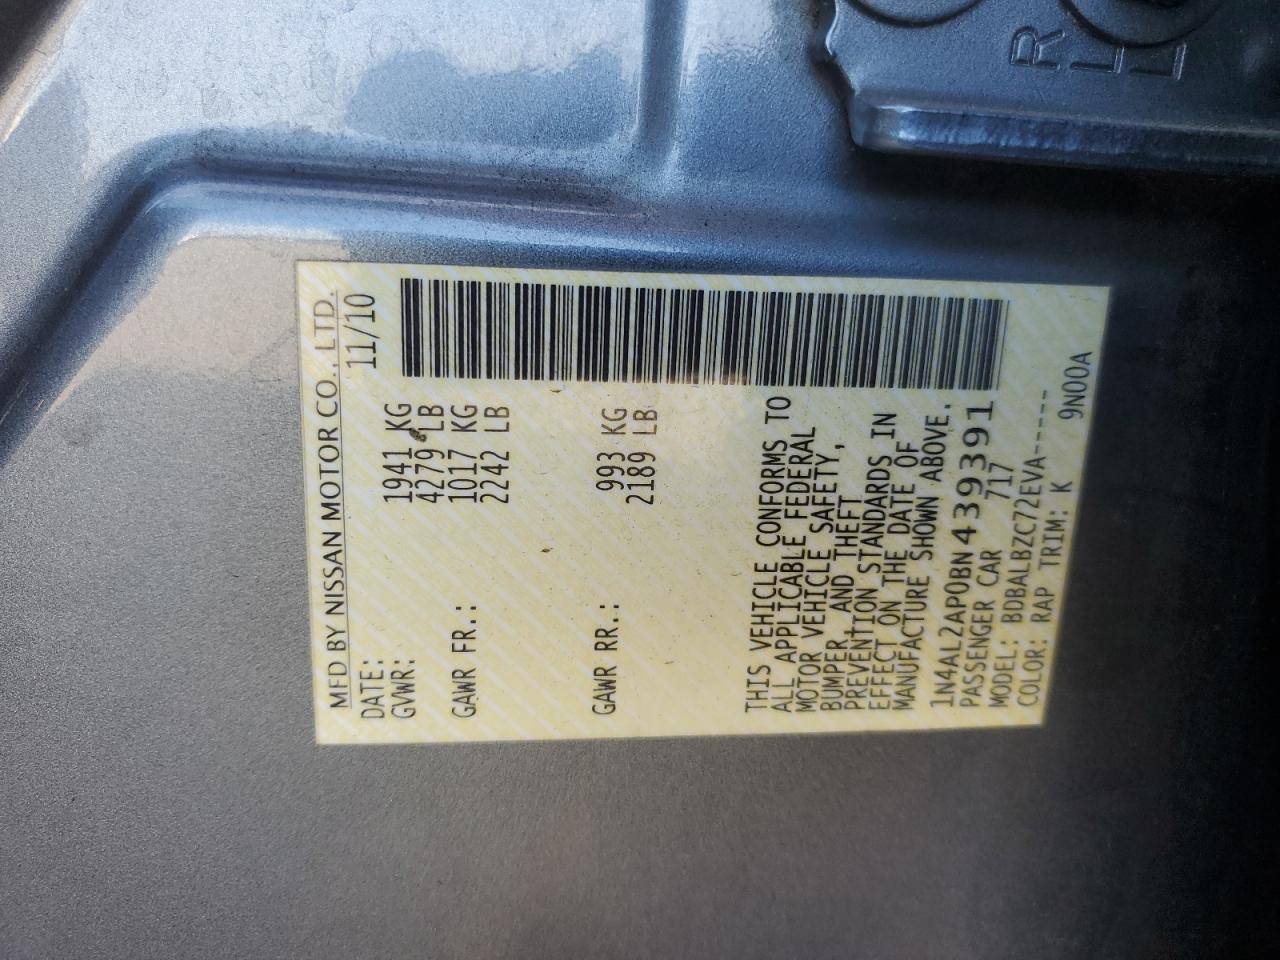 MFD BY NISSAN MOTOR CO., LTD.
DATE: 11/10
GVWR: 1941 KG
4279 LB
GAWR FR.: 1017 KG
2242 LB
GAWR RR.: 993 KG
2189 LB
THIS VEHICLE CONFORMS TO
ALL APPLICABLE FEDERAL
MOTOR VEHICLE SAFETY,
BUMPER AND THEFT
PREVENTION STANDARDS IN
EFFECT ON THE DATE OF
MANUFACTURE SHOWN ABOVE.
1N4AL2AP0BN439391
PASSENGER CAR 717
MODEL: BDBALBZC72EVA-----
COLOR: RAP TRIM: K 9N00A
R
L
L